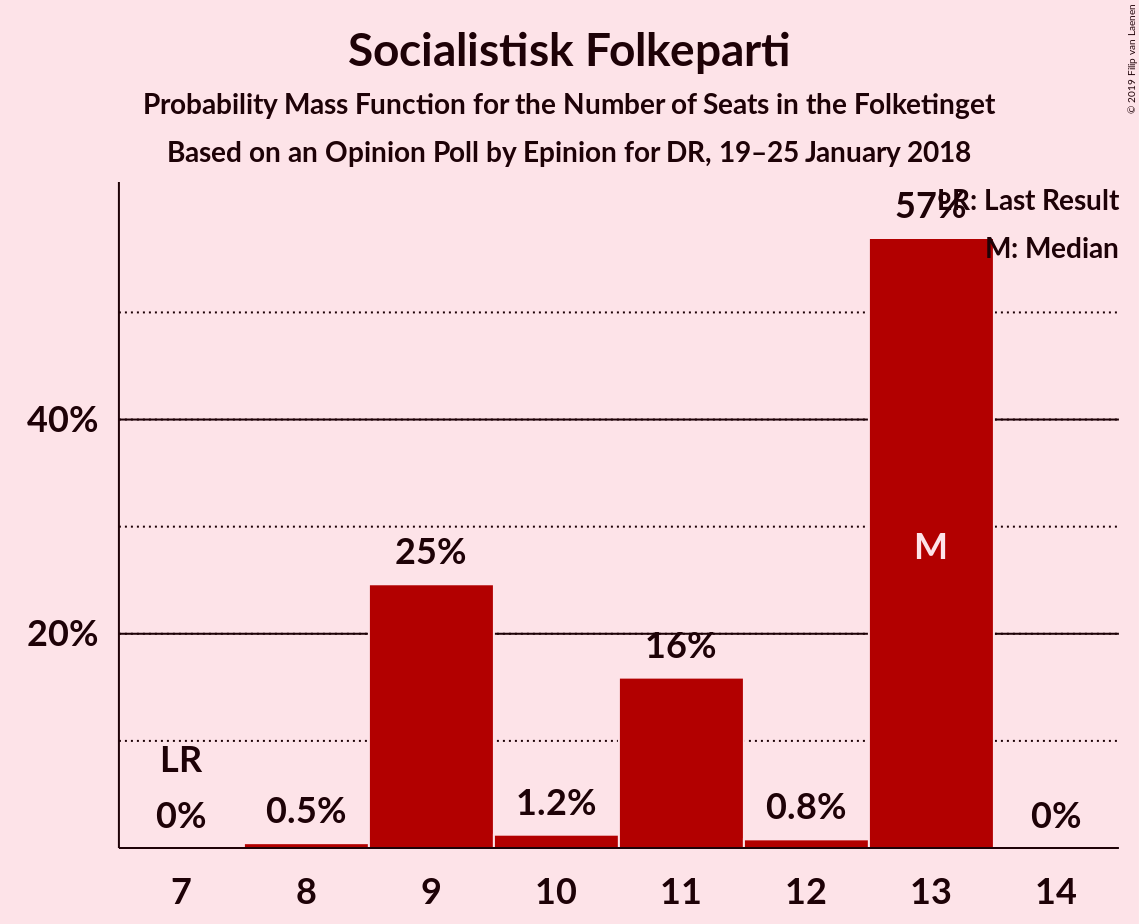 Socialistisk Folkeparti
Probability Mass Function for the Number of Seats in the Folketinget
Based on an Opinion Poll by Epinion for DR, 19–25 January 2018
© 2019 Filip van Laenen
LR: Last Result
M: Median
57%
40%
M
25%
20%
16%
LR
0%
0.5%
1.2%
0.8%
0%
7 8 9 10 11 12 13 14